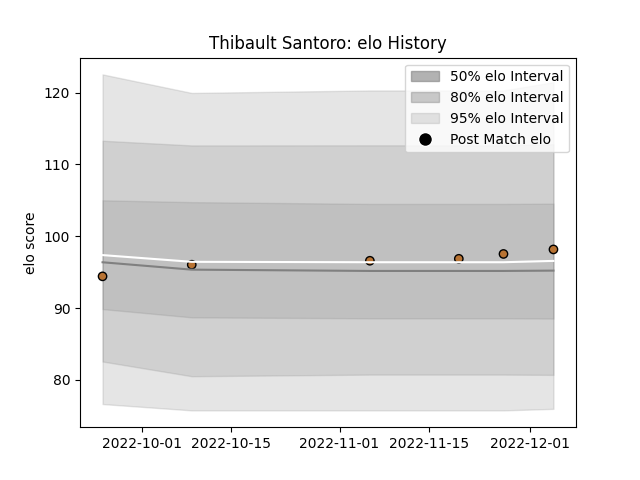 Thibault Santoro: elo History
50% elo Interval
80% elo Interval
95% elo Interval
Post Match elo
elo score
120
110
100
90
80
2022-10-01 2022-10-15 2022-11-01 2022-11-15 2022-12-01